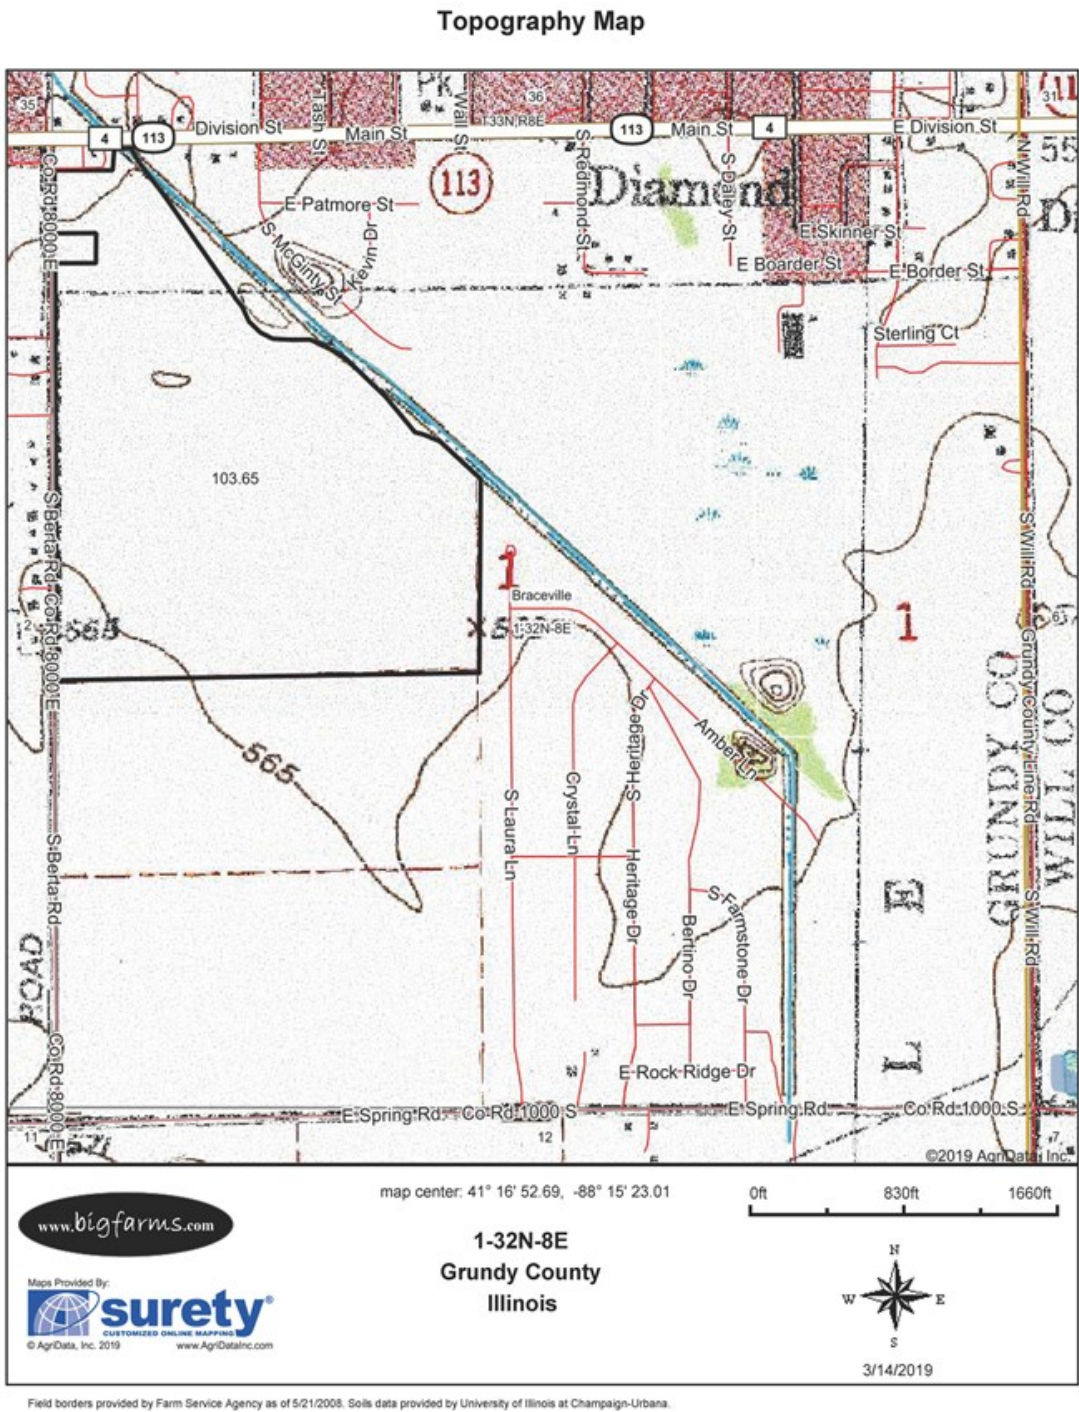 Topography Map
35
36
31
Tash St
Wall St
T33N,R8E
4
113
Division St
Main St
113
Main St
4
E Division St
Co Rd 8000 E
113
S Redmond St
S Daley St
N Will Rd
Diamond
E Patmore St
S McGinty St
Kevin Dr
E Skinner St
E Boarder St
E Border St
Sterling Ct
103.65
S Berta Rd
Co Rd 8000 E
S Will Rd
1
Braceville
1-32N-8E
1
2
565
6
Grundy County Line Rd
GRUNDY CO
WILL CO
565
Amber Ln
S Heritage Dr
Crystal Ln
S Laura Ln
Heritage Dr
S Farmstone Dr
Bertino Dr
S Berta Rd
S Will Rd
E
ROAD
L
Co Rd 8000 E
E Rock Ridge Dr
E Spring Rd
Co Rd 1000 S
E Spring Rd
Co Rd 1000 S
11
12
7
©2019 AgriData, Inc.
map center: 41° 16' 52.69, -88° 15' 23.01
0ft 830ft 1660ft
www.bigfarms.com
1-32N-8E
Grundy County
Illinois
N
W E
S
Maps Provided By:
surety®
CUSTOMIZED ONLINE MAPPING
© AgriData, Inc. 2019 www.AgriDataInc.com
3/14/2019
Field borders provided by Farm Service Agency as of 5/21/2008. Soils data provided by University of Illinois at Champaign-Urbana.